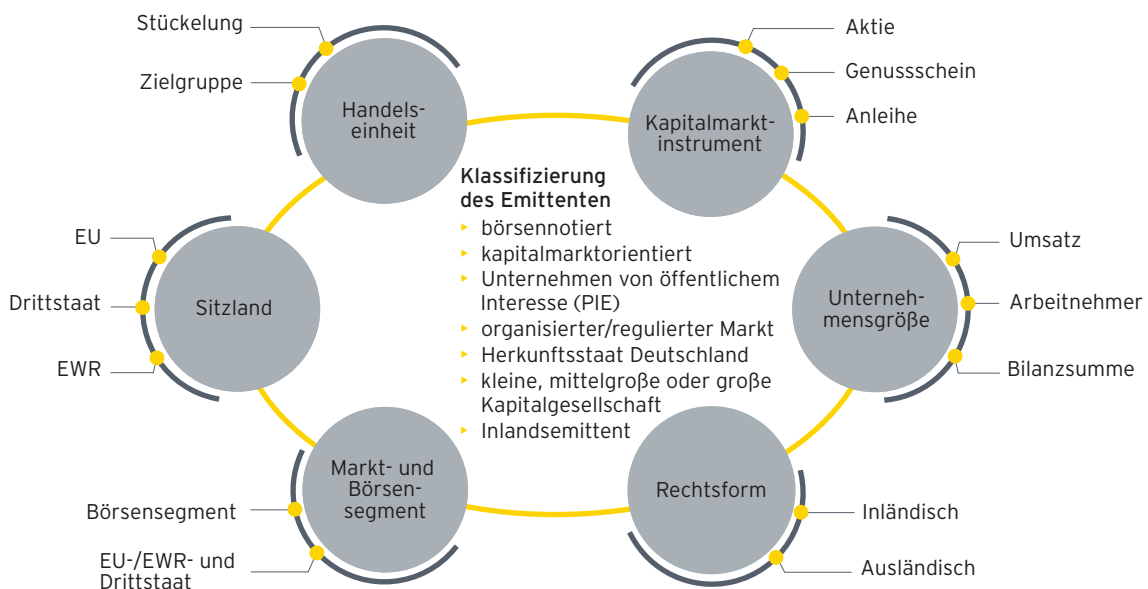 Stückelung
Zielgruppe
Handels-
einheit
Aktie
Genussschein
Anleihe
Kapitalmarkt-
instrument
Klassifizierung
des Emittenten
▸ börsennotiert
▸ kapitalmarktorientiert
▸ Unternehmen von öffentlichem
Interesse (PIE)
▸ organisierter/regulierter Markt
▸ Herkunftsstaat Deutschland
▸ kleine, mittelgroße oder große
Kapitalgesellschaft
▸ Inlandsemittent
EU
Drittstaat
EWR
Sitzland
Umsatz
Arbeitnehmer
Bilanzsumme
Unterneh-
mensgröße
Markt- und
Börsen-
segment
Börsensegment
EU-/EWR- und
Drittstaat
Rechtsform
Inländisch
Ausländisch